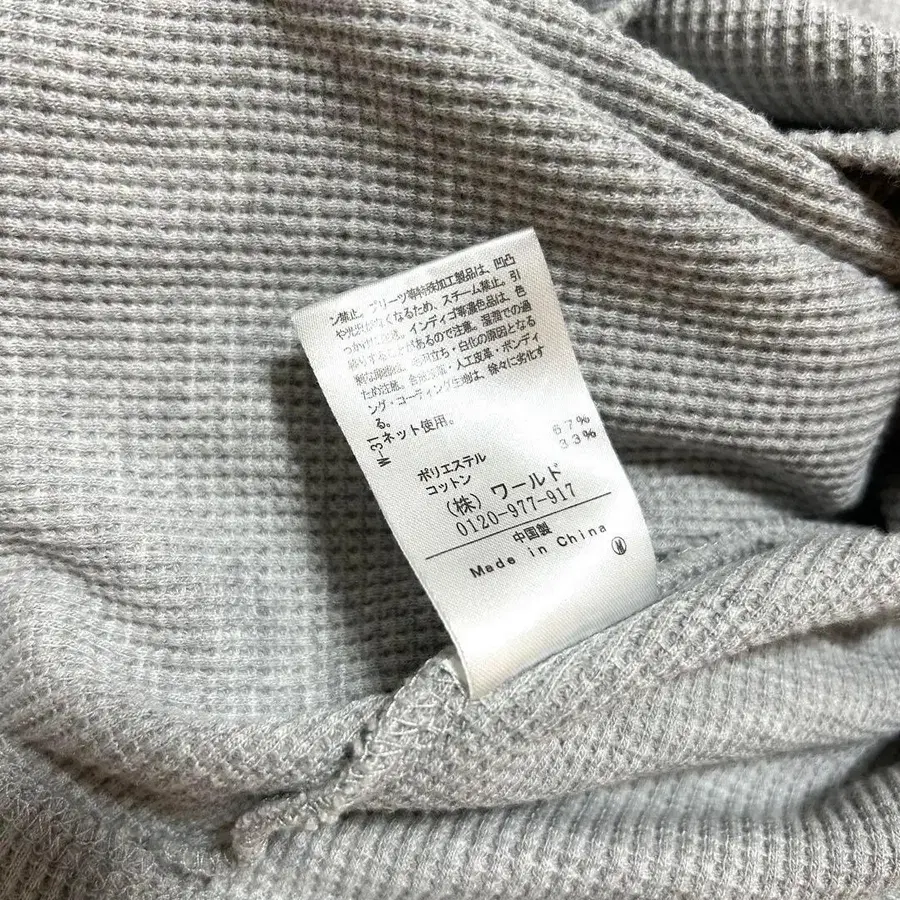 ン禁止。プリーツ等特殊加工製品は、凹凸
や光沢がなくなるため、スチーム禁止。引
つかけに注意。インディゴ等濃色品は、色
移りすることがあるので注意。湿潤での過
度な摩擦は、毛羽立ち・白化の原因となる
ため注意。合成皮革・人工皮革・ボンディ
ング・コーティング生地は、徐々に劣化す
る。
W-31 ネット使用。
ポリエステル 67%
コットン 33%
(株) ワールド
0120-977-917
中国製
Made in China